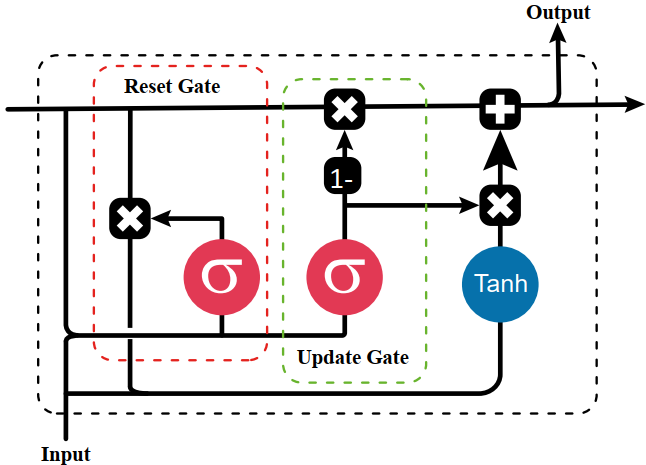 Output
Reset Gate
1-
σ
σ
Tanh
Update Gate
Input